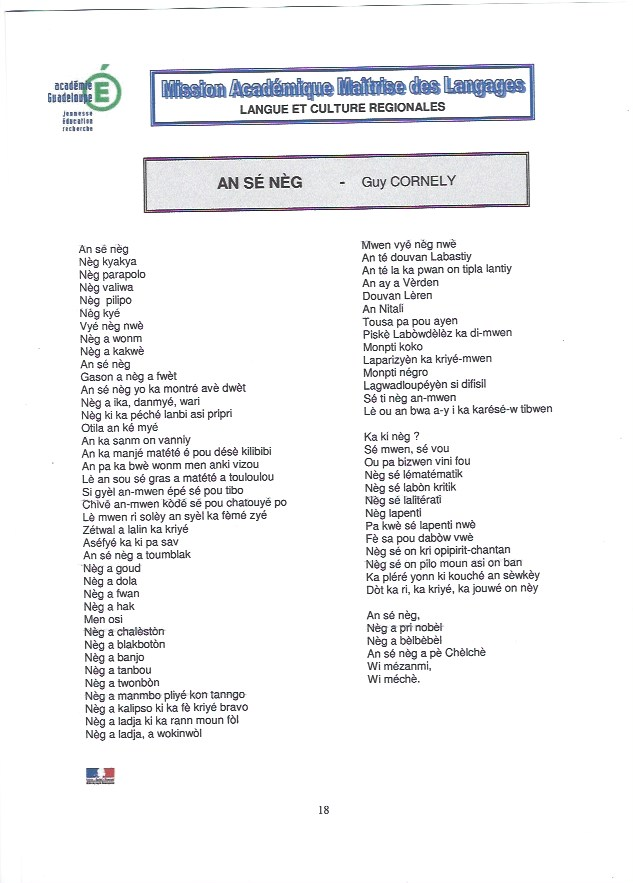 académie
Guadeloupe
jeunesse
éducation
recherche
Mission Académique Maîtrise des Langages
LANGUE ET CULTURE REGIONALES
AN SÉ NÈG - Guy CORNELY
An sé nèg
Nèg kyakya
Nèg parapolo
Nèg valiwa
Nèg pilipo
Nèg kyé
Vyé nèg nwè
Nèg a wonm
Nèg a kakwè
An sé nèg
Gason a nèg a fwèt
An sé nèg yo ka montré avè dwèt
Nèg a ika, danmyé, wari
Nèg ki ka péché lanbi asi pripri
Otila an ké myé
An ka sanm on vanniy
An ka manjé matété é pou désè kilibibi
An pa ka bwè wonm men anki vizou
Lè an sou sé gras a matété a touloulou
Si gyèl an-mwen épé sé pou tibo
Chivé an-mwen kòdé sé pou chatouyé po
Lè mwen ri solèy an syèl ka fèmé zyé
Zétwal a lalin ka kriyé
Aséfyé ka ki pa sav
An sé nèg a toumblak
Nèg a goud
Nèg a dola
Nèg a fwan
Nèg a hak
Men osi
Nèg a chalèstòn
Nèg a blakbotòn
Nèg a banjo
Nèg a tanbou
Nèg a twonbòn
Nèg a manmbo pliyé kon tanngo
Nèg a kalipso ki ka fè kriyé bravo
Nèg a ladja ki ka rann moun fòl
Nèg a ladja, a wokinwòl
Mwen vyé nèg nwè
An té douvan Labastiy
An té la ka pwan on tipla lantiy
An ay a Vèrden
Douvan Lèren
An Nitali
Tousa pa pou ayen
Piskè Labòwdèlèz ka di-mwen
Monpti koko
Laparizyèn ka kriyé-mwen
Monpti négro
Lagwadloupéyèn si difisil
Sé ti nèg an-mwen
Lè ou an bwa a-y i ka karésé-w tibwen
Ka ki nèg ?
Sé mwen, sé vou
Ou pa bizwen vini fou
Nèg sé lématématik
Nèg sé labòn kritik
Nèg sé lalitérati
Nèg lapenti
Pa kwè sé lapenti nwè
Fè sa pou dabòw vwè
Nèg sé on kri opipirit-chantan
Nèg sé on pilo moun asi on ban
Ka pléré yonn ki kouché an sèwkèy
Dòt ka ri, ka kriyé, ka jouwé on nèy
An sé nèg,
Nèg a pri nobèl
Nèg a bèlbèbèl
An sé nèg a pè Chèlchè
Wi mézanmi,
Wi méchè.
18